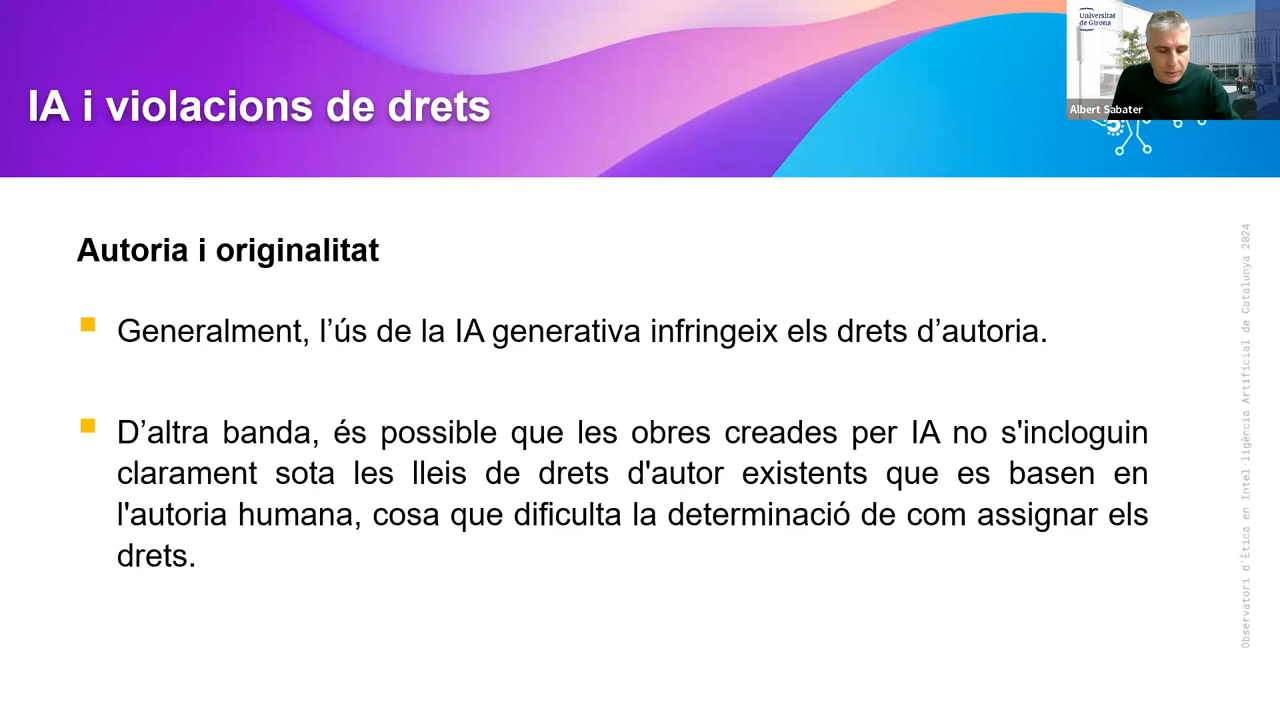 IA i violacions de drets
Universitat
de Girona
Albert Sabater
Autoria i originalitat
Generalment, l’ús de la IA generativa infringeix els drets d’autoria.
D’altra banda, és possible que les obres creades per IA no s'incloguin
clarament sota les lleis de drets d'autor existents que es basen en
l'autoria humana, cosa que dificulta la determinació de com assignar els
drets.
Observatori d'Ètica en Intel·ligència Artificial de Catalunya 2024